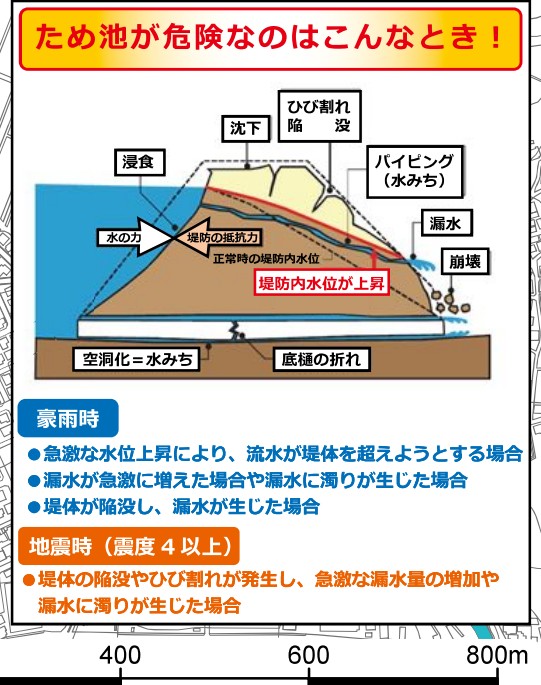 ため池が危険なのはこんなとき！
ひび割れ
陥　没
沈下
浸食
パイピング
（水みち）
漏水
水の力
堤防の抵抗力
正常時の堤防内水位
崩壊
堤防内水位が上昇
空洞化＝水みち
底樋の折れ
豪雨時
●急激な水位上昇により、流水が堤体を超えようとする場合
●漏水が急激に増えた場合や漏水に濁りが生じた場合
●堤体が陥没し、漏水が生じた場合
地震時（震度４以上）
●堤体の陥没やひび割れが発生し、急激な漏水量の増加や
漏水に濁りが生じた場合
400
600
800m